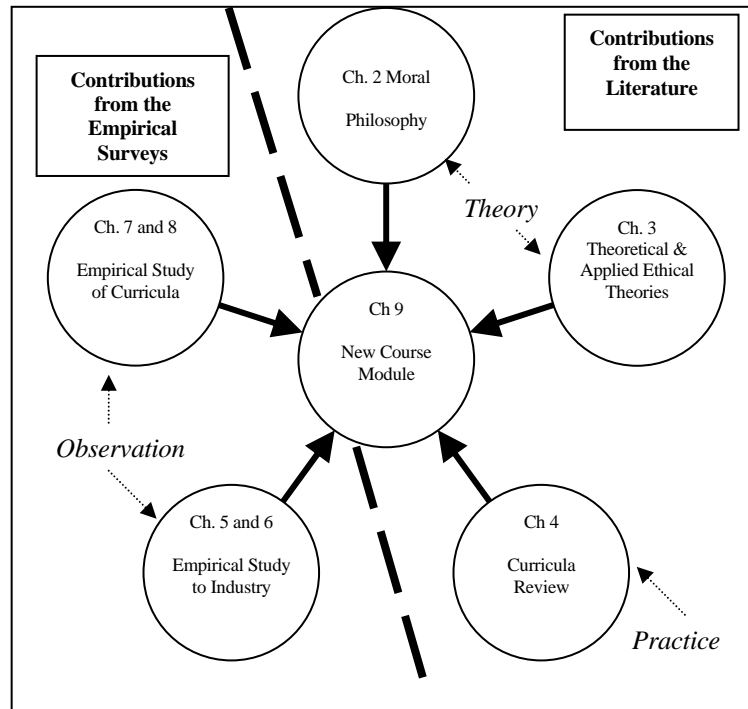 Contributions
from the
Empirical
Surveys
Contributions
from the
Literature
Ch. 2 Moral
Philosophy
Theory
Ch. 7 and 8
Empirical Study
of Curricula
Ch. 3
Theoretical &
Applied Ethical
Theories
Ch 9
New Course
Module
Observation
Ch. 5 and 6
Empirical Study
to Industry
Ch 4
Curricula
Review
Practice